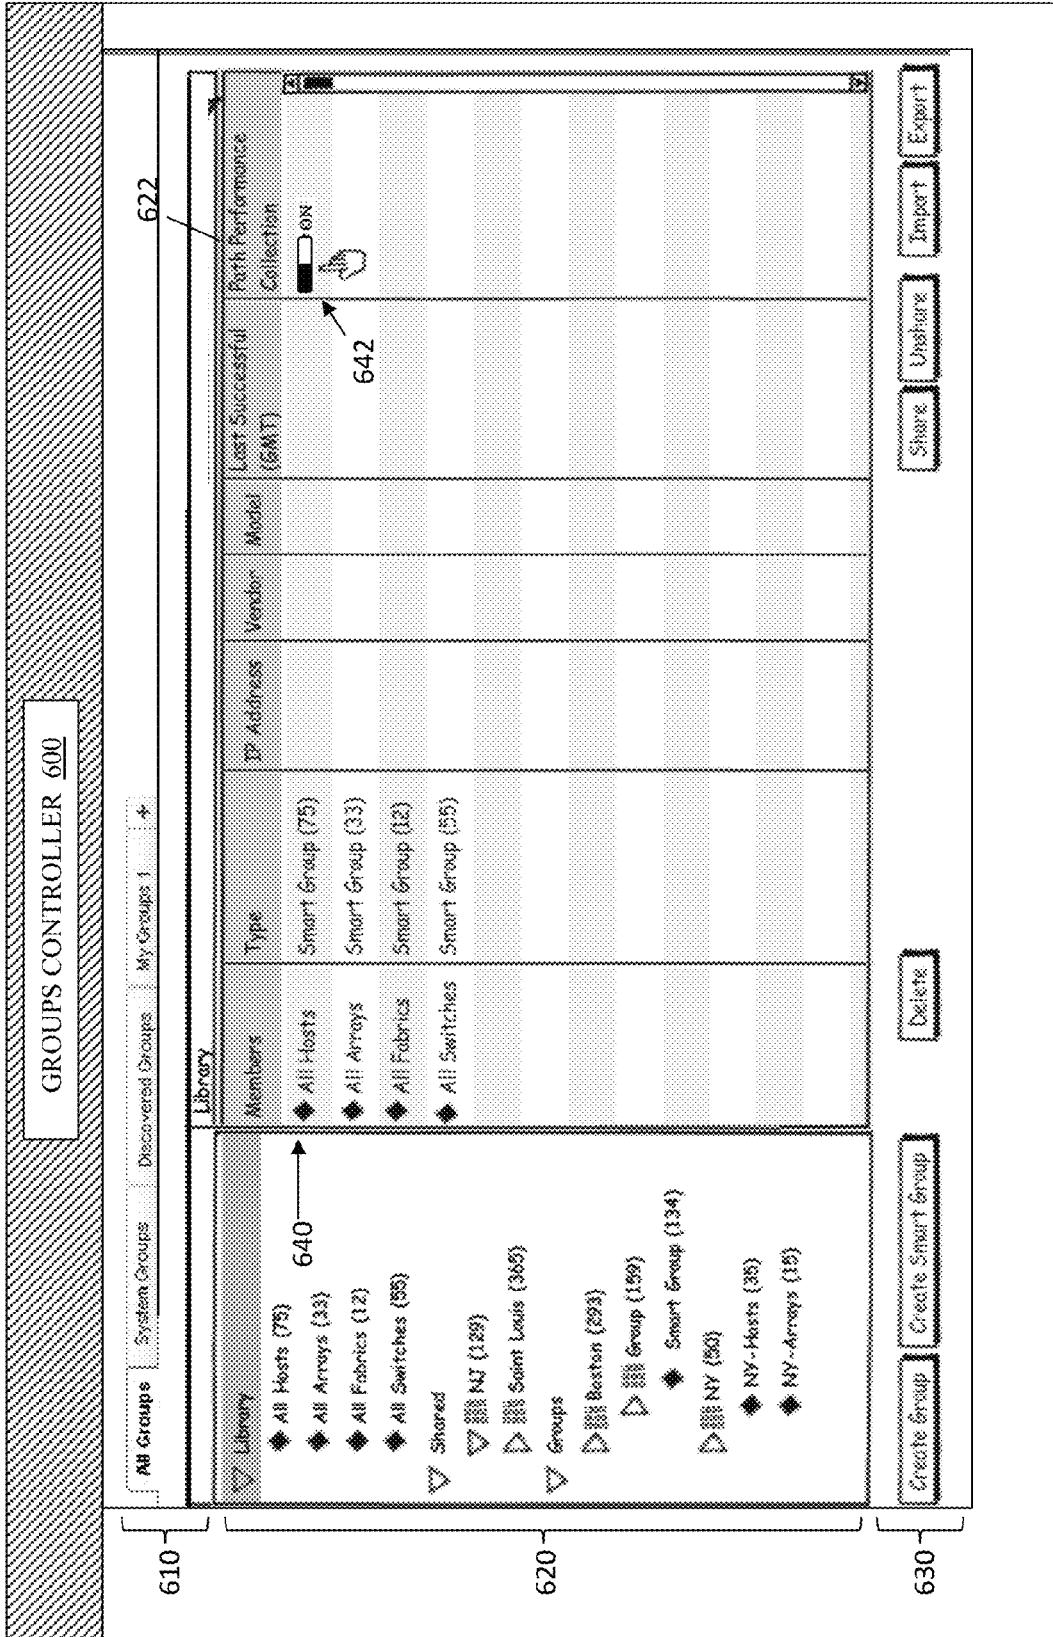 GROUPS CONTROLLER 600
All Groups
System Groups
Discovered Groups
My Groups 1
+
610
622
Library
Library
All Hosts (75)
All Arrays (33)
All Fabrics (12)
All Switches (55)
Shared
NJ (129)
Saint Louis (365)
Groups
Boston (293)
Group (159)
Smart Group (134)
NY (50)
NY-Hosts (35)
NY-Arrays (15)
620
640
Members Type IP Address Vendor Model Last Successful (GMT) Path Performance Collection
All Hosts Smart Group (75) ON
All Arrays Smart Group (33)
All Fabrics Smart Group (12)
All Switches Smart Group (55)
642
630
Create Group Create Smart Group Delete Share Unshare Import Export